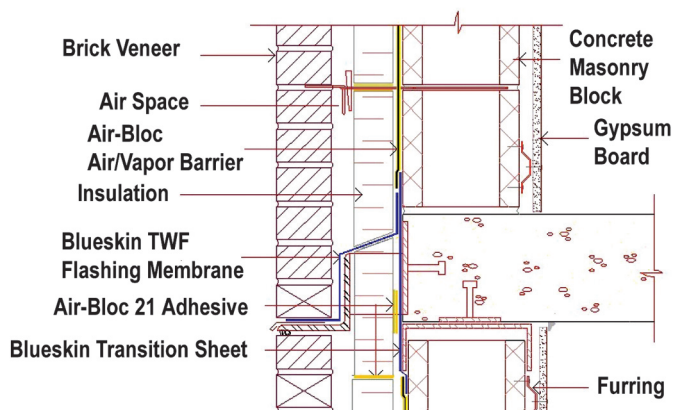 Brick Veneer
Air Space
Air-Bloc
Air/Vapor Barrier
Insulation
Blueskin TWF
Flashing Membrane
Air-Bloc 21 Adhesive
Blueskin Transition Sheet
Concrete
Masonry
Block
Gypsum
Board
Furring